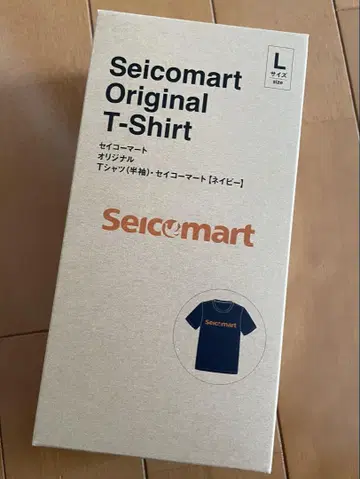 L
サイズ
size
Seicomart
Original
T-Shirt
セイコーマート
オリジナル
Tシャツ(半袖)・セイコーマート【ネイビー】
Seicomart
Seicomart